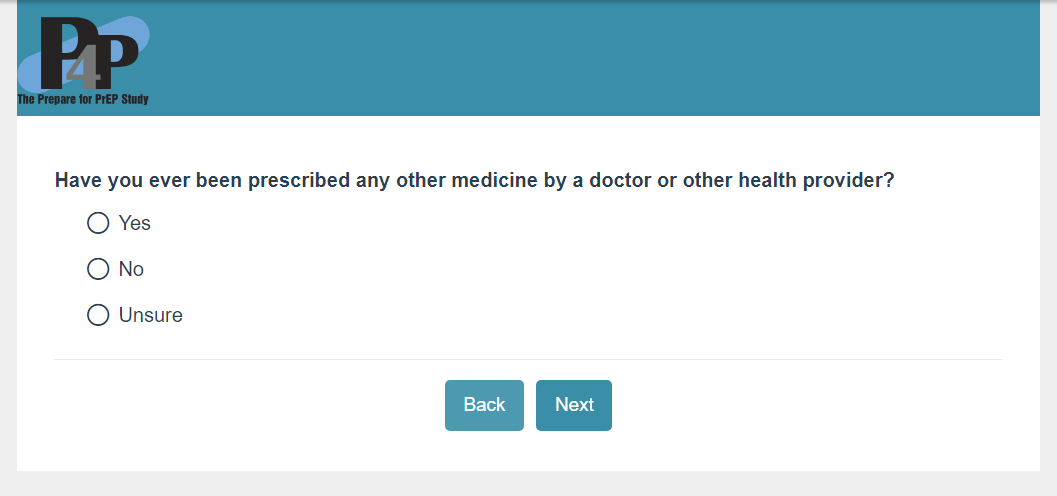 P4P
The Prepare for PrEP Study
Have you ever been prescribed any other medicine by a doctor or other health provider?
Yes
No
Unsure
Back Next